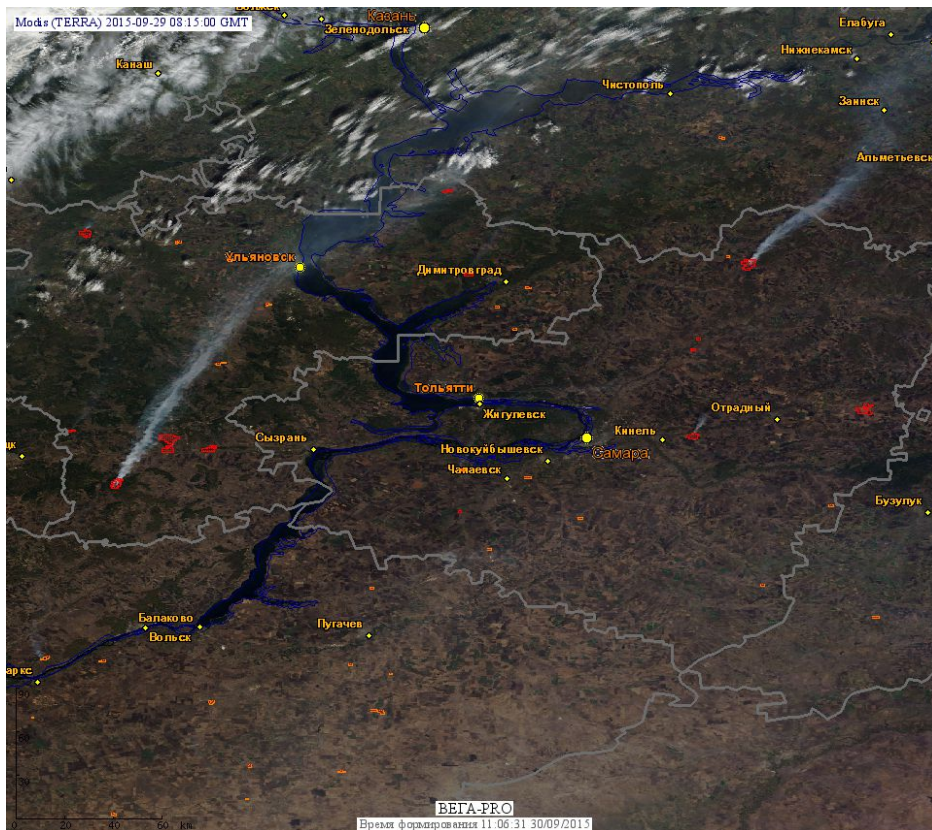 Modis (TERRA) 2015-09-29 08:15:00 GMT
Казань
Зеленодольск
Елабуга
Нижнекамск
Канаш
Чистополь
Заинск
Альметьевск
Ульяновск
Димитровград
Тольятти
Жигулевск
Отрадный
Сызрань
Кинель
Новокуйбышевск
Самара
Чапаевск
Бузулук
Балаково
Вольск
Пугачев
аркс
0 20 40 60 км
ВЕГА-PRO
Время формирования 11:06:31 30/09/2015